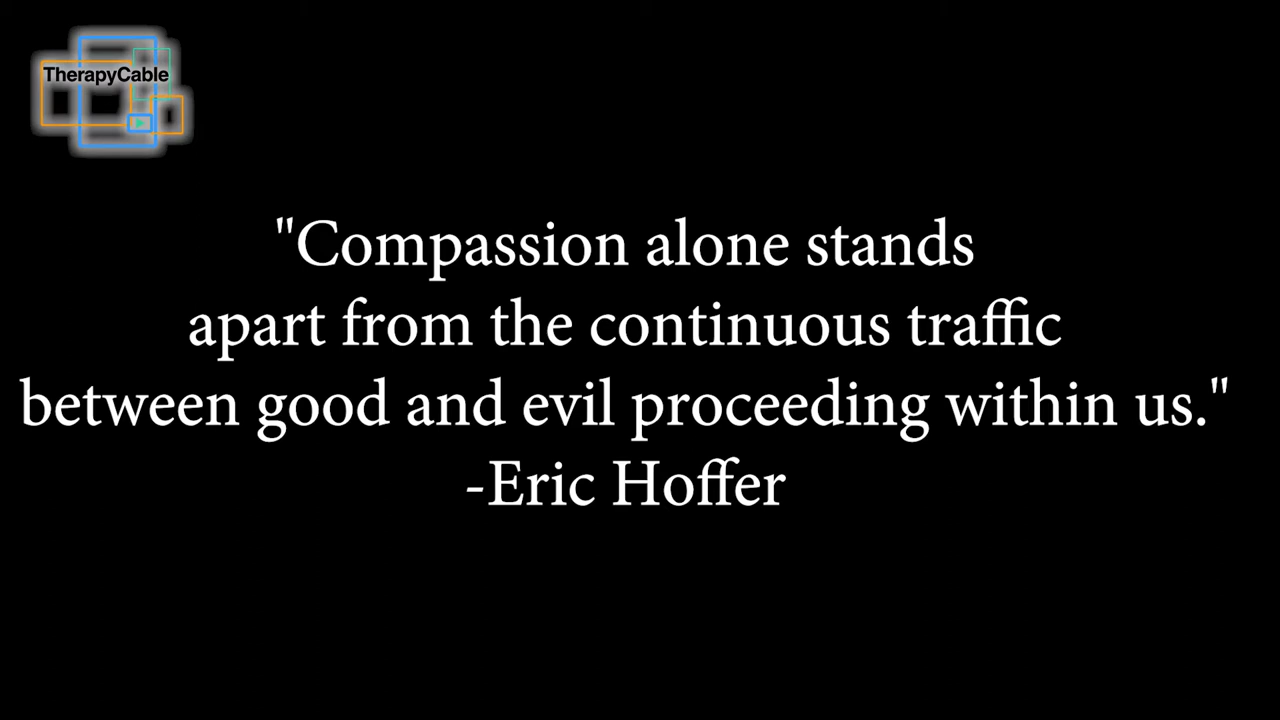 TherapyCable
"Compassion alone stands
apart from the continuous traffic
between good and evil proceeding within us."
-Eric Hoffer